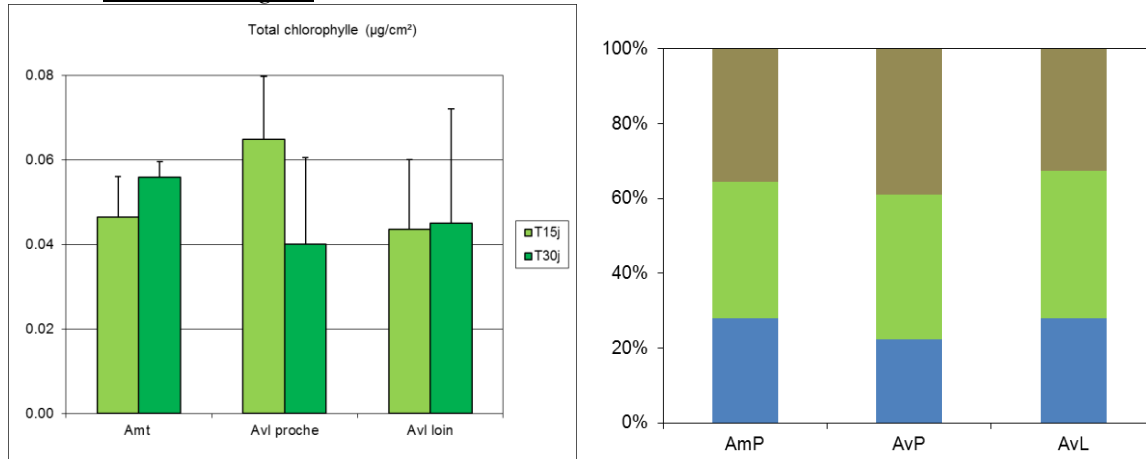 Total chlorophylle (µg/cm²)
0.08
0.06
0.04
0.02
0.00
Amt
Avl proche
Avl loin
T15j
T30j
100%
80%
60%
40%
20%
0%
AmP
AvP
AvL